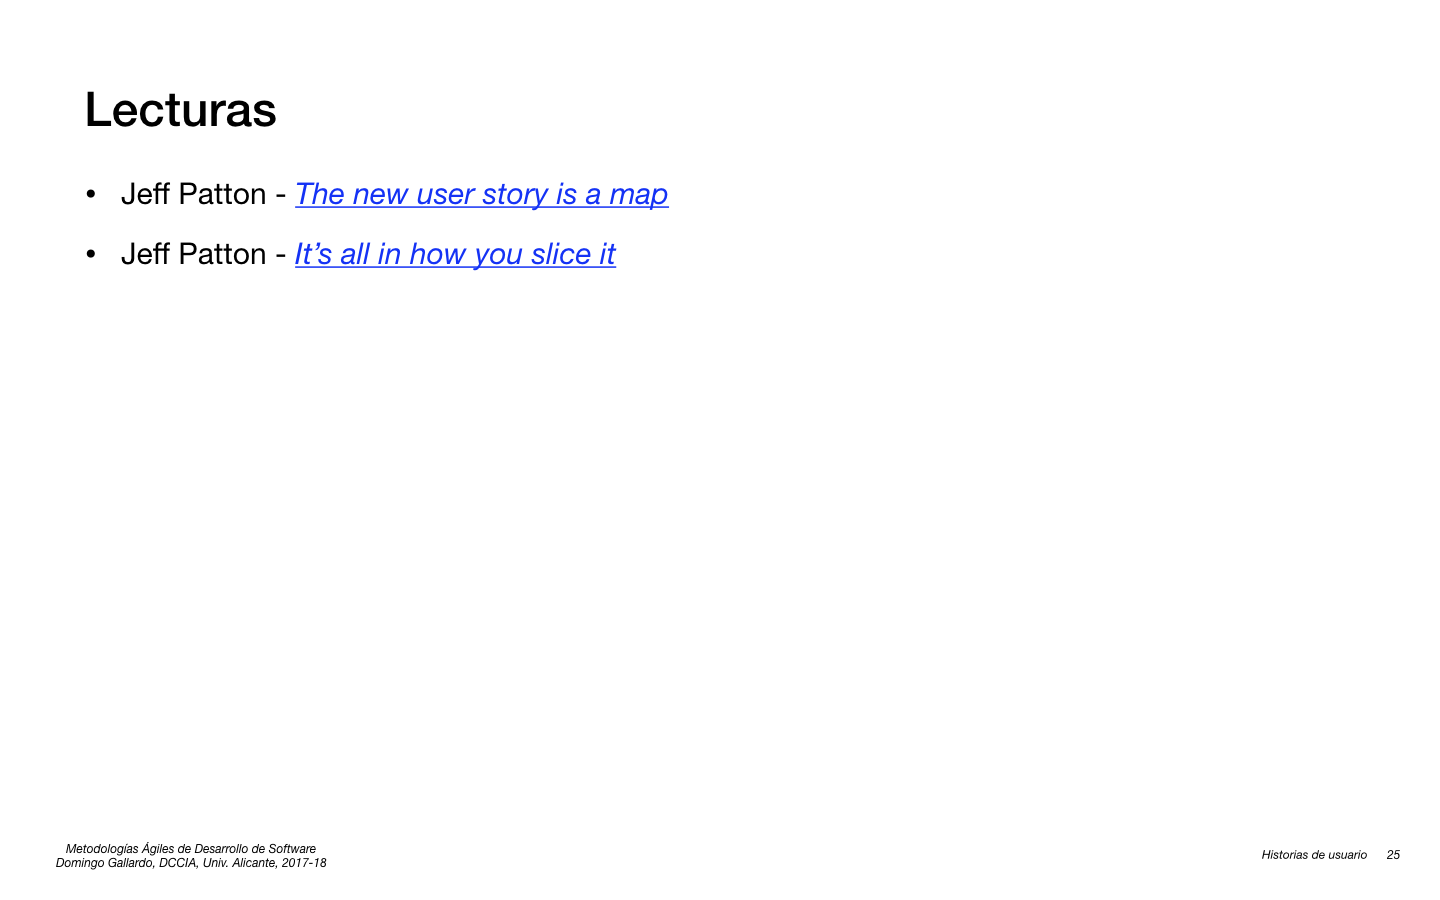 Lecturas
• Jeff Patton - The new user story is a map
• Jeff Patton - It’s all in how you slice it
Metodologías Ágiles de Desarrollo de Software
Domingo Gallardo, DCCIA, Univ. Alicante, 2017-18
Historias de usuario 25